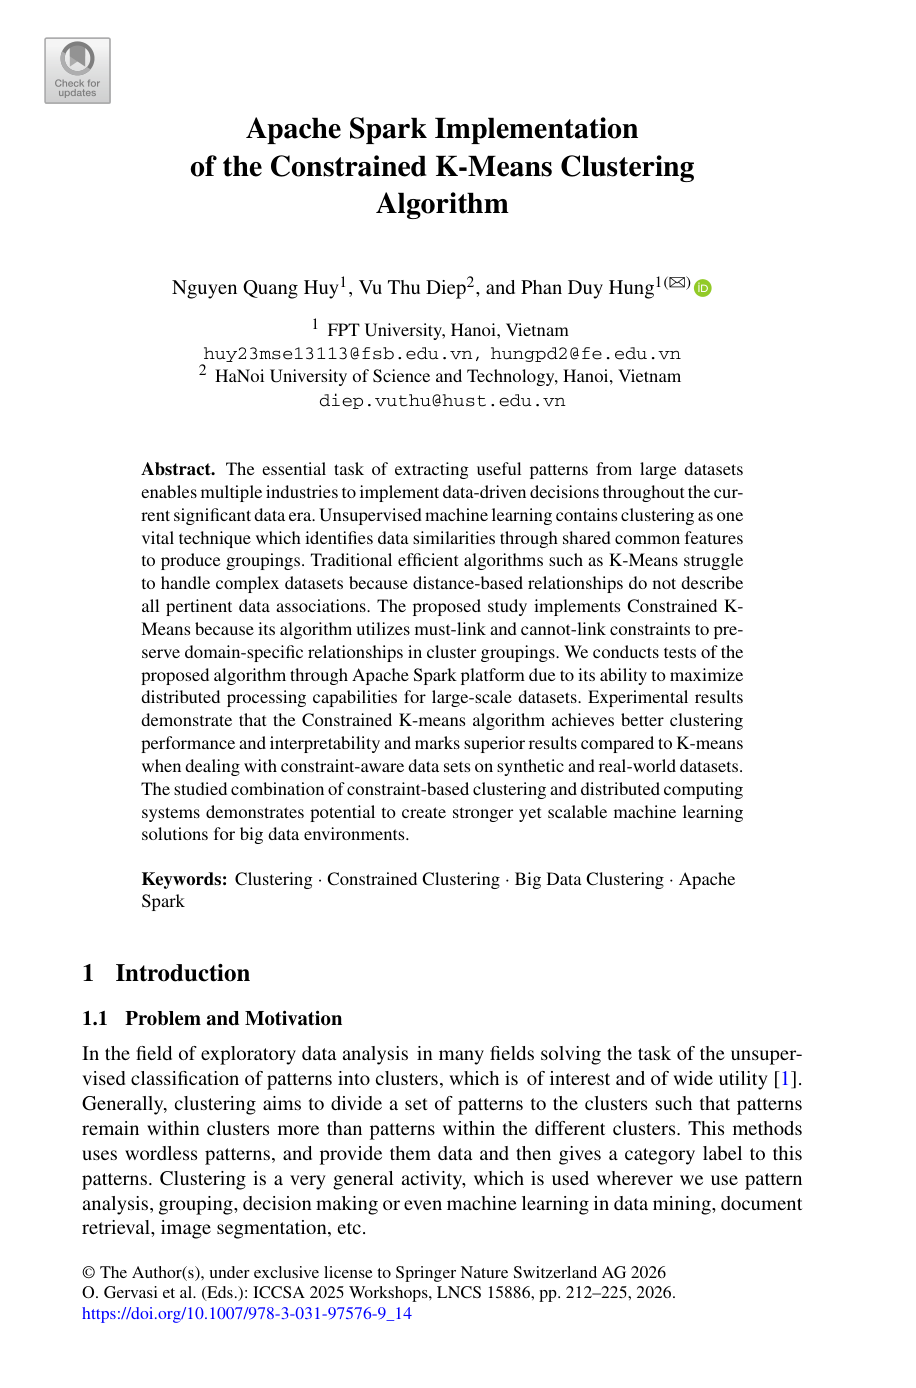 Check for
updates
Apache Spark Implementation
of the Constrained K-Means Clustering
Algorithm
Nguyen Quang Huy1, Vu Thu Diep2, and Phan Duy Hung1(✉)
1 FPT University, Hanoi, Vietnam
huy23mse13113@fsb.edu.vn, hungpd2@fe.edu.vn
2 HaNoi University of Science and Technology, Hanoi, Vietnam
diep.vuthu@hust.edu.vn
Abstract. The essential task of extracting useful patterns from large datasets
enables multiple industries to implement data-driven decisions throughout the cur-
rent significant data era. Unsupervised machine learning contains clustering as one
vital technique which identifies data similarities through shared common features
to produce groupings. Traditional efficient algorithms such as K-Means struggle
to handle complex datasets because distance-based relationships do not describe
all pertinent data associations. The proposed study implements Constrained K-
Means because its algorithm utilizes must-link and cannot-link constraints to pre-
serve domain-specific relationships in cluster groupings. We conducts tests of the
proposed algorithm through Apache Spark platform due to its ability to maximize
distributed processing capabilities for large-scale datasets. Experimental results
demonstrate that the Constrained K-means algorithm achieves better clustering
performance and interpretability and marks superior results compared to K-means
when dealing with constraint-aware data sets on synthetic and real-world datasets.
The studied combination of constraint-based clustering and distributed computing
systems demonstrates potential to create stronger yet scalable machine learning
solutions for big data environments.
Keywords: Clustering · Constrained Clustering · Big Data Clustering · Apache
Spark
1 Introduction
1.1 Problem and Motivation
In the field of exploratory data analysis in many fields solving the task of the unsuper-
vised classification of patterns into clusters, which is of interest and of wide utility [1].
Generally, clustering aims to divide a set of patterns to the clusters such that patterns
remain within clusters more than patterns within the different clusters. This methods
uses wordless patterns, and provide them data and then gives a category label to this
patterns. Clustering is a very general activity, which is used wherever we use pattern
analysis, grouping, decision making or even machine learning in data mining, document
retrieval, image segmentation, etc.
© The Author(s), under exclusive license to Springer Nature Switzerland AG 2026
O. Gervasi et al. (Eds.): ICCSA 2025 Workshops, LNCS 15886, pp. 212–225, 2026.
https://doi.org/10.1007/978-3-031-97576-9_14